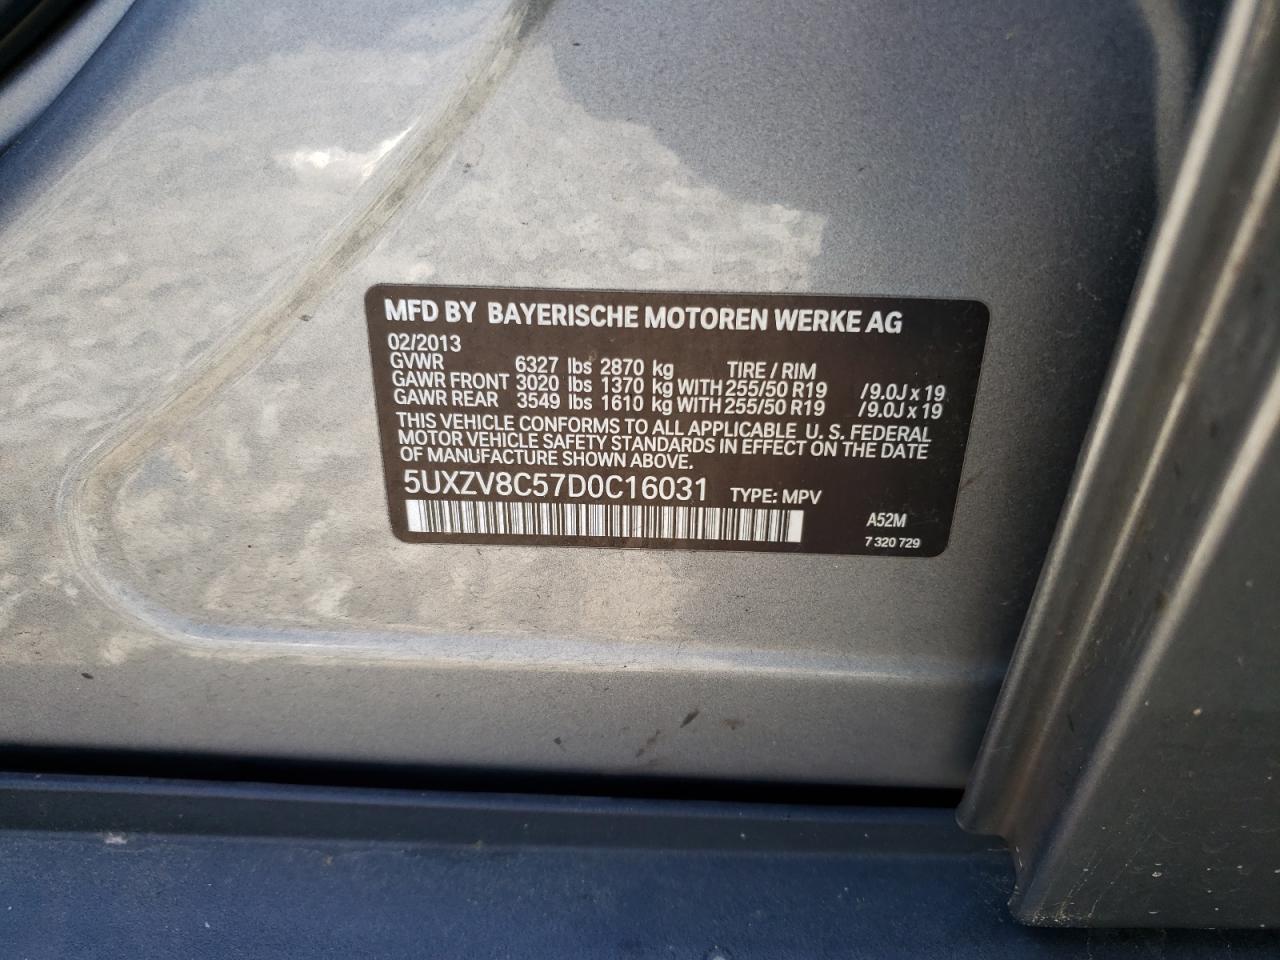 MFD BY BAYERISCHE MOTOREN WERKE AG
02/2013
GVWR 6327 lbs 2870 kg TIRE / RIM
GAWR FRONT 3020 lbs 1370 kg WITH 255/50 R19 /9.0J x 19
GAWR REAR 3549 lbs 1610 kg WITH 255/50 R19 /9.0J x 19
THIS VEHICLE CONFORMS TO ALL APPLICABLE U. S. FEDERAL
MOTOR VEHICLE SAFETY STANDARDS IN EFFECT ON THE DATE
OF MANUFACTURE SHOWN ABOVE.
5UXZV8C57D0C16031 TYPE: MPV
A52M
7 320 729